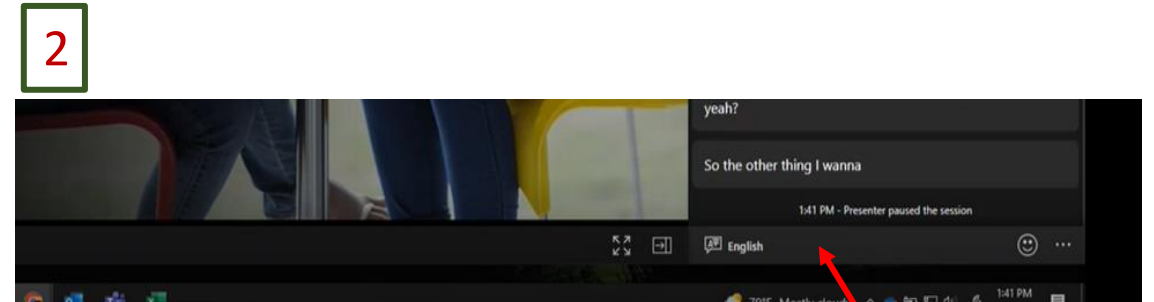 2
yeah?
So the other thing I wanna
1:41 PM - Presenter paused the session
English
1:41 PM